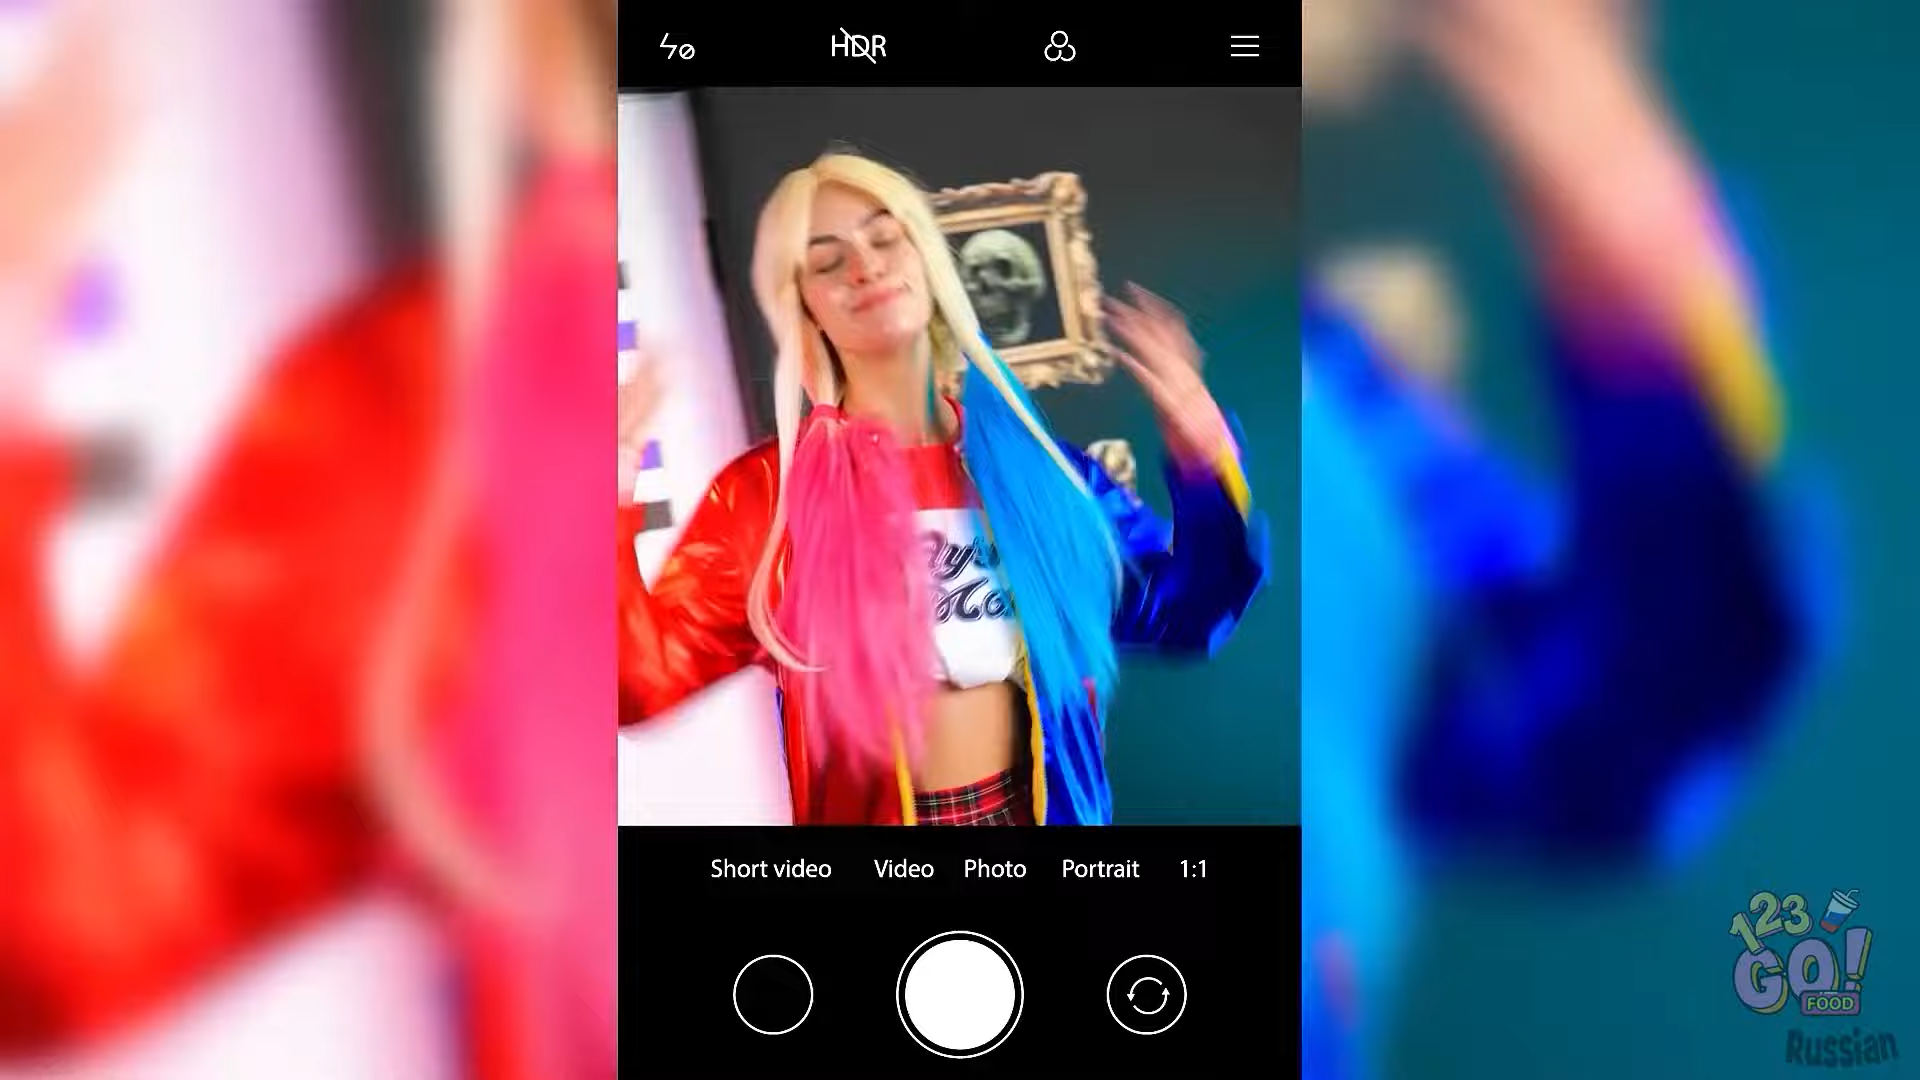 HDR
Short video Video Photo Portrait 1:1
123
GO!
FOOD
Russian